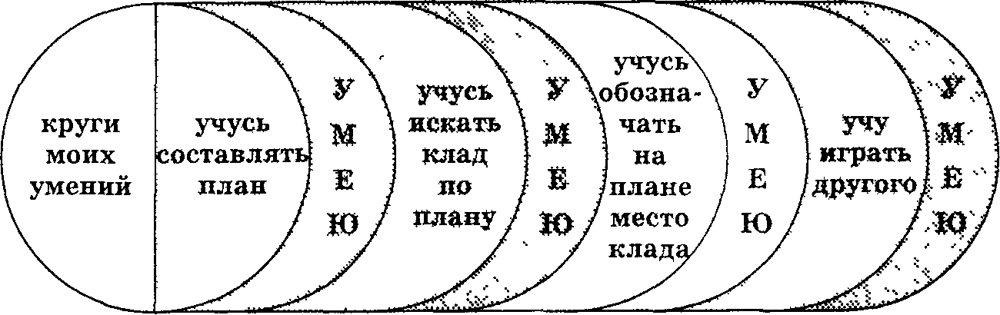 круги
моих
умений
учусь
составлять
план
У
М
Е
Ю
учусь
искать
клад
по
плану
У
М
Е
Ю
учусь
обозна-
чать
на
плане
место
клада
У
М
Е
Ю
учу
играть
другого
У
М
Е
Ю